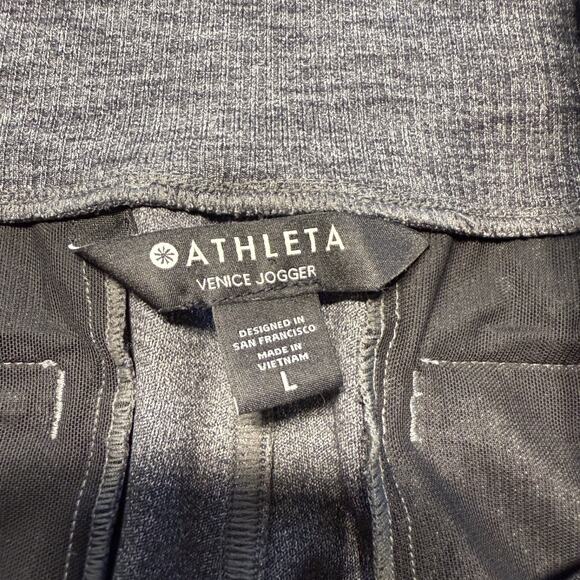 ATHLETA
VENICE JOGGER
DESIGNED IN
SAN FRANCISCO
MADE IN
VIETNAM
L